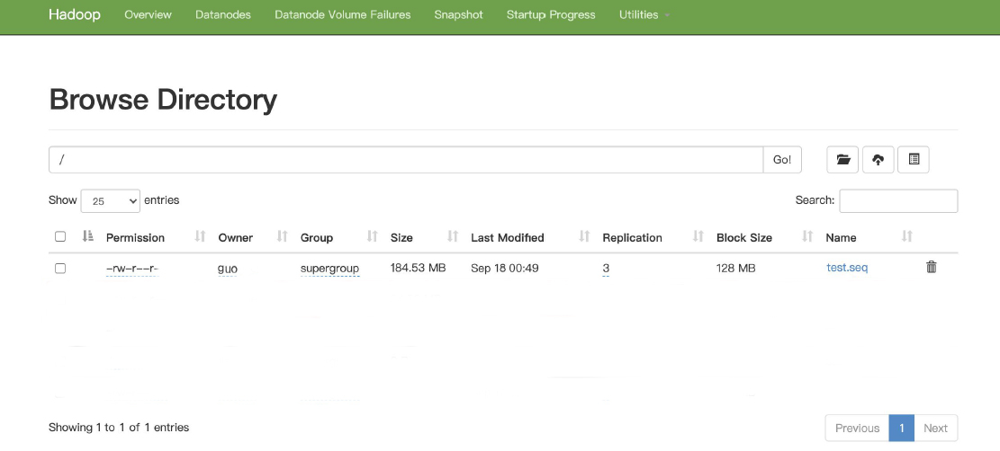 Hadoop Overview Datanodes Datanode Volume Failures Snapshot Startup Progress Utilities
Browse Directory
/ Go!
Show 25 entries Search:
Permission Owner Group Size Last Modified Replication Block Size Name
-rw-r--r- guo supergroup 184.53 MB Sep 18 00:49 3 128 MB test.seq
Showing 1 to 1 of 1 entries Previous 1 Next